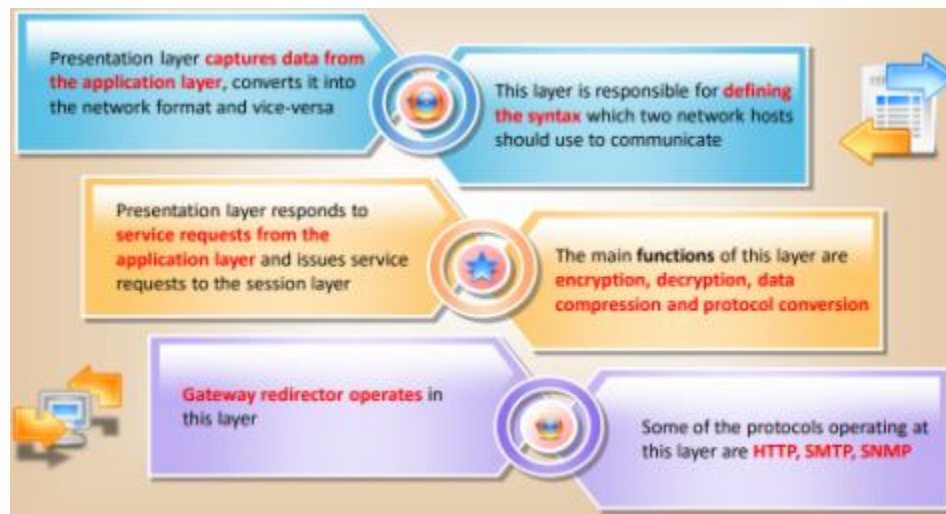 Presentation layer captures data from
the application layer, converts it into
the network format and vice-versa
This layer is responsible for defining
the syntax which two network hosts
should use to communicate
Presentation layer responds to
service requests from the
application layer and issues service
requests to the session layer
The main functions of this layer are
encryption, decryption, data
compression and protocol conversion
Gateway redirector operates in
this layer
Some of the protocols operating at
this layer are HTTP, SMTP, SNMP